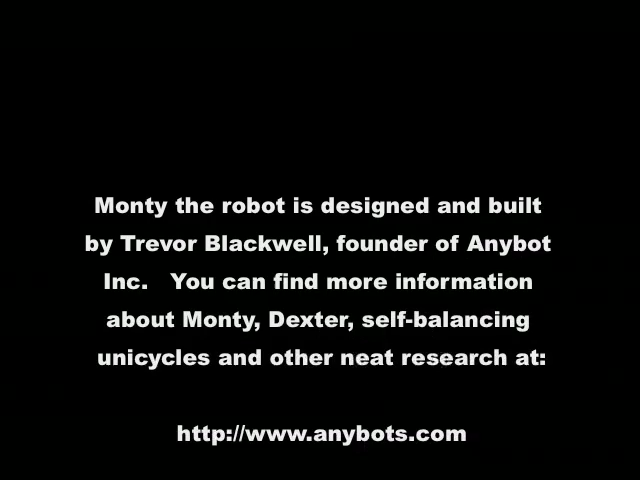 Monty the robot is designed and built
by Trevor Blackwell, founder of Anybot
Inc.   You can find more information
about Monty, Dexter, self-balancing
unicycles and other neat research at:
http://www.anybots.com